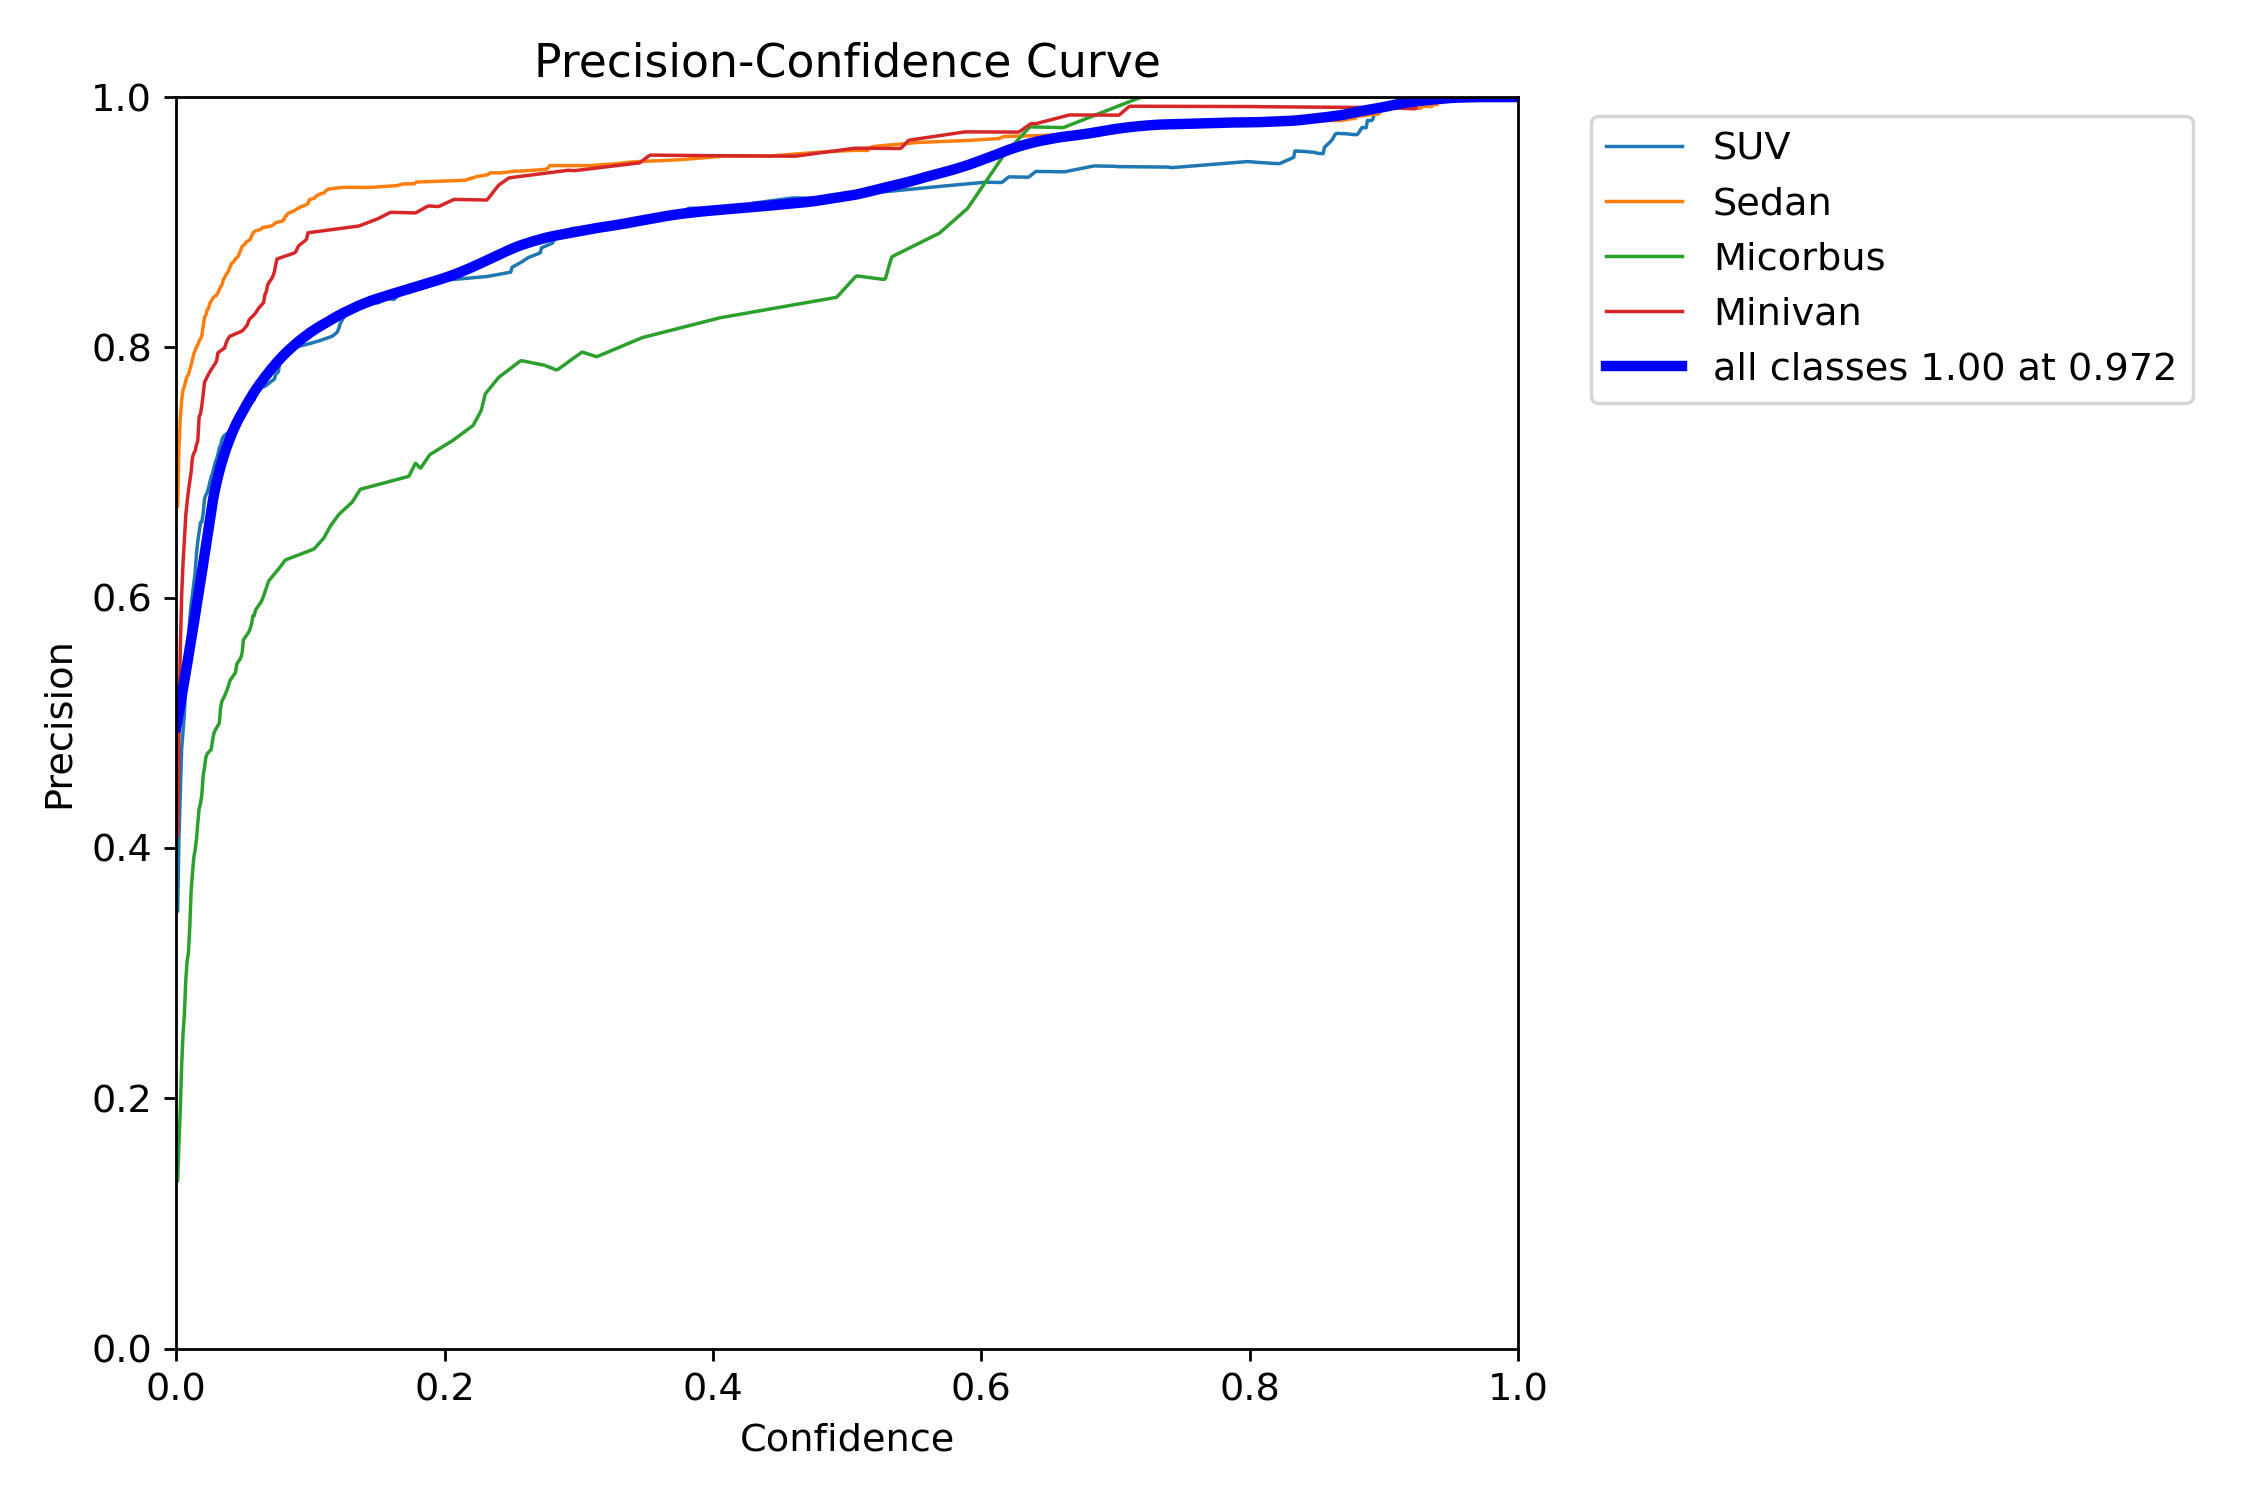 Precision-Confidence Curve
1.0
0.8
0.6
0.4
0.2
0.0
Precision
0.0 0.2 0.4 0.6 0.8 1.0
Confidence
SUV
Sedan
Micorbus
Minivan
all classes 1.00 at 0.972